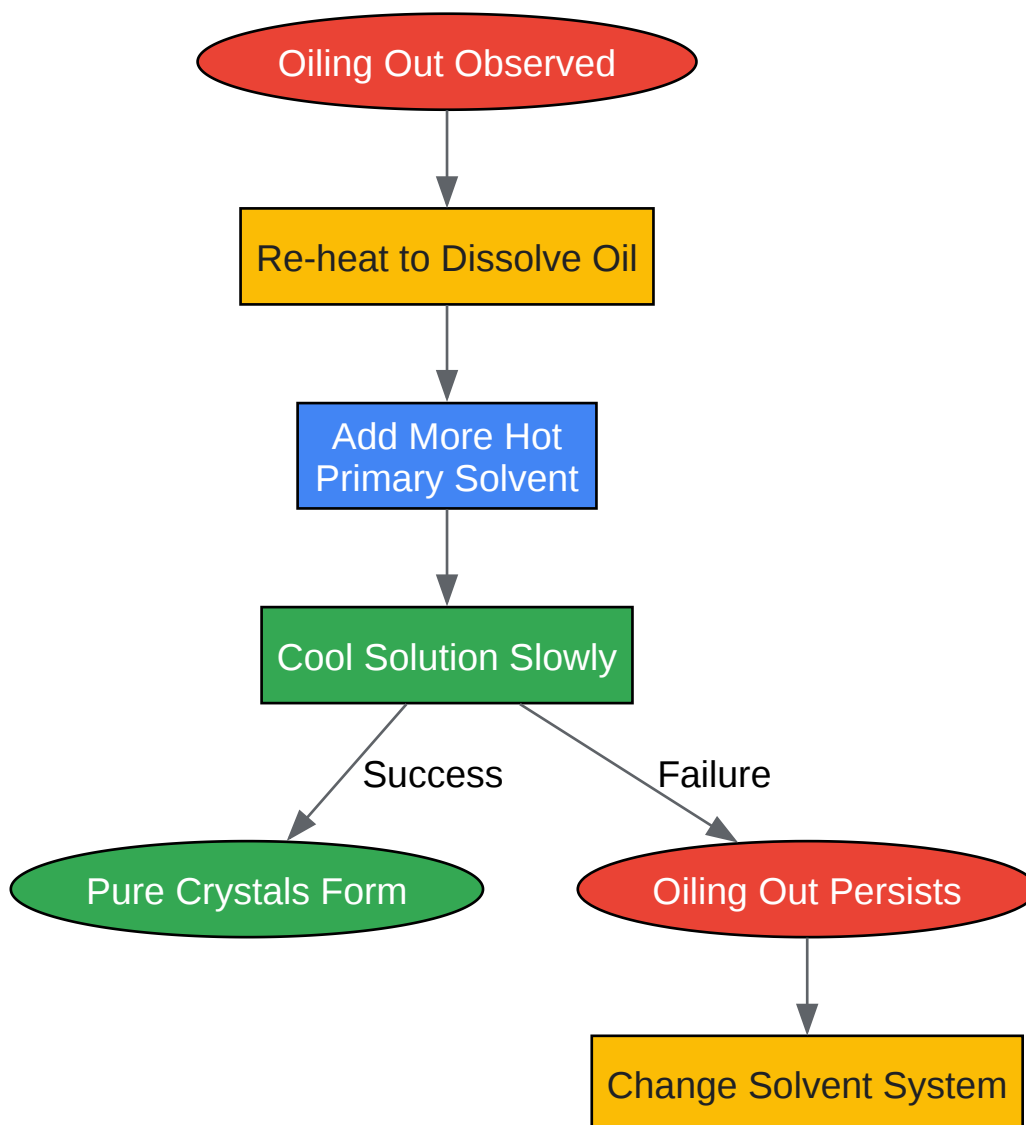 Oiling Out Observed
Re-heat to Dissolve Oil
Add More Hot
Primary Solvent
Cool Solution Slowly
Success
Failure
Pure Crystals Form
Oiling Out Persists
Change Solvent System